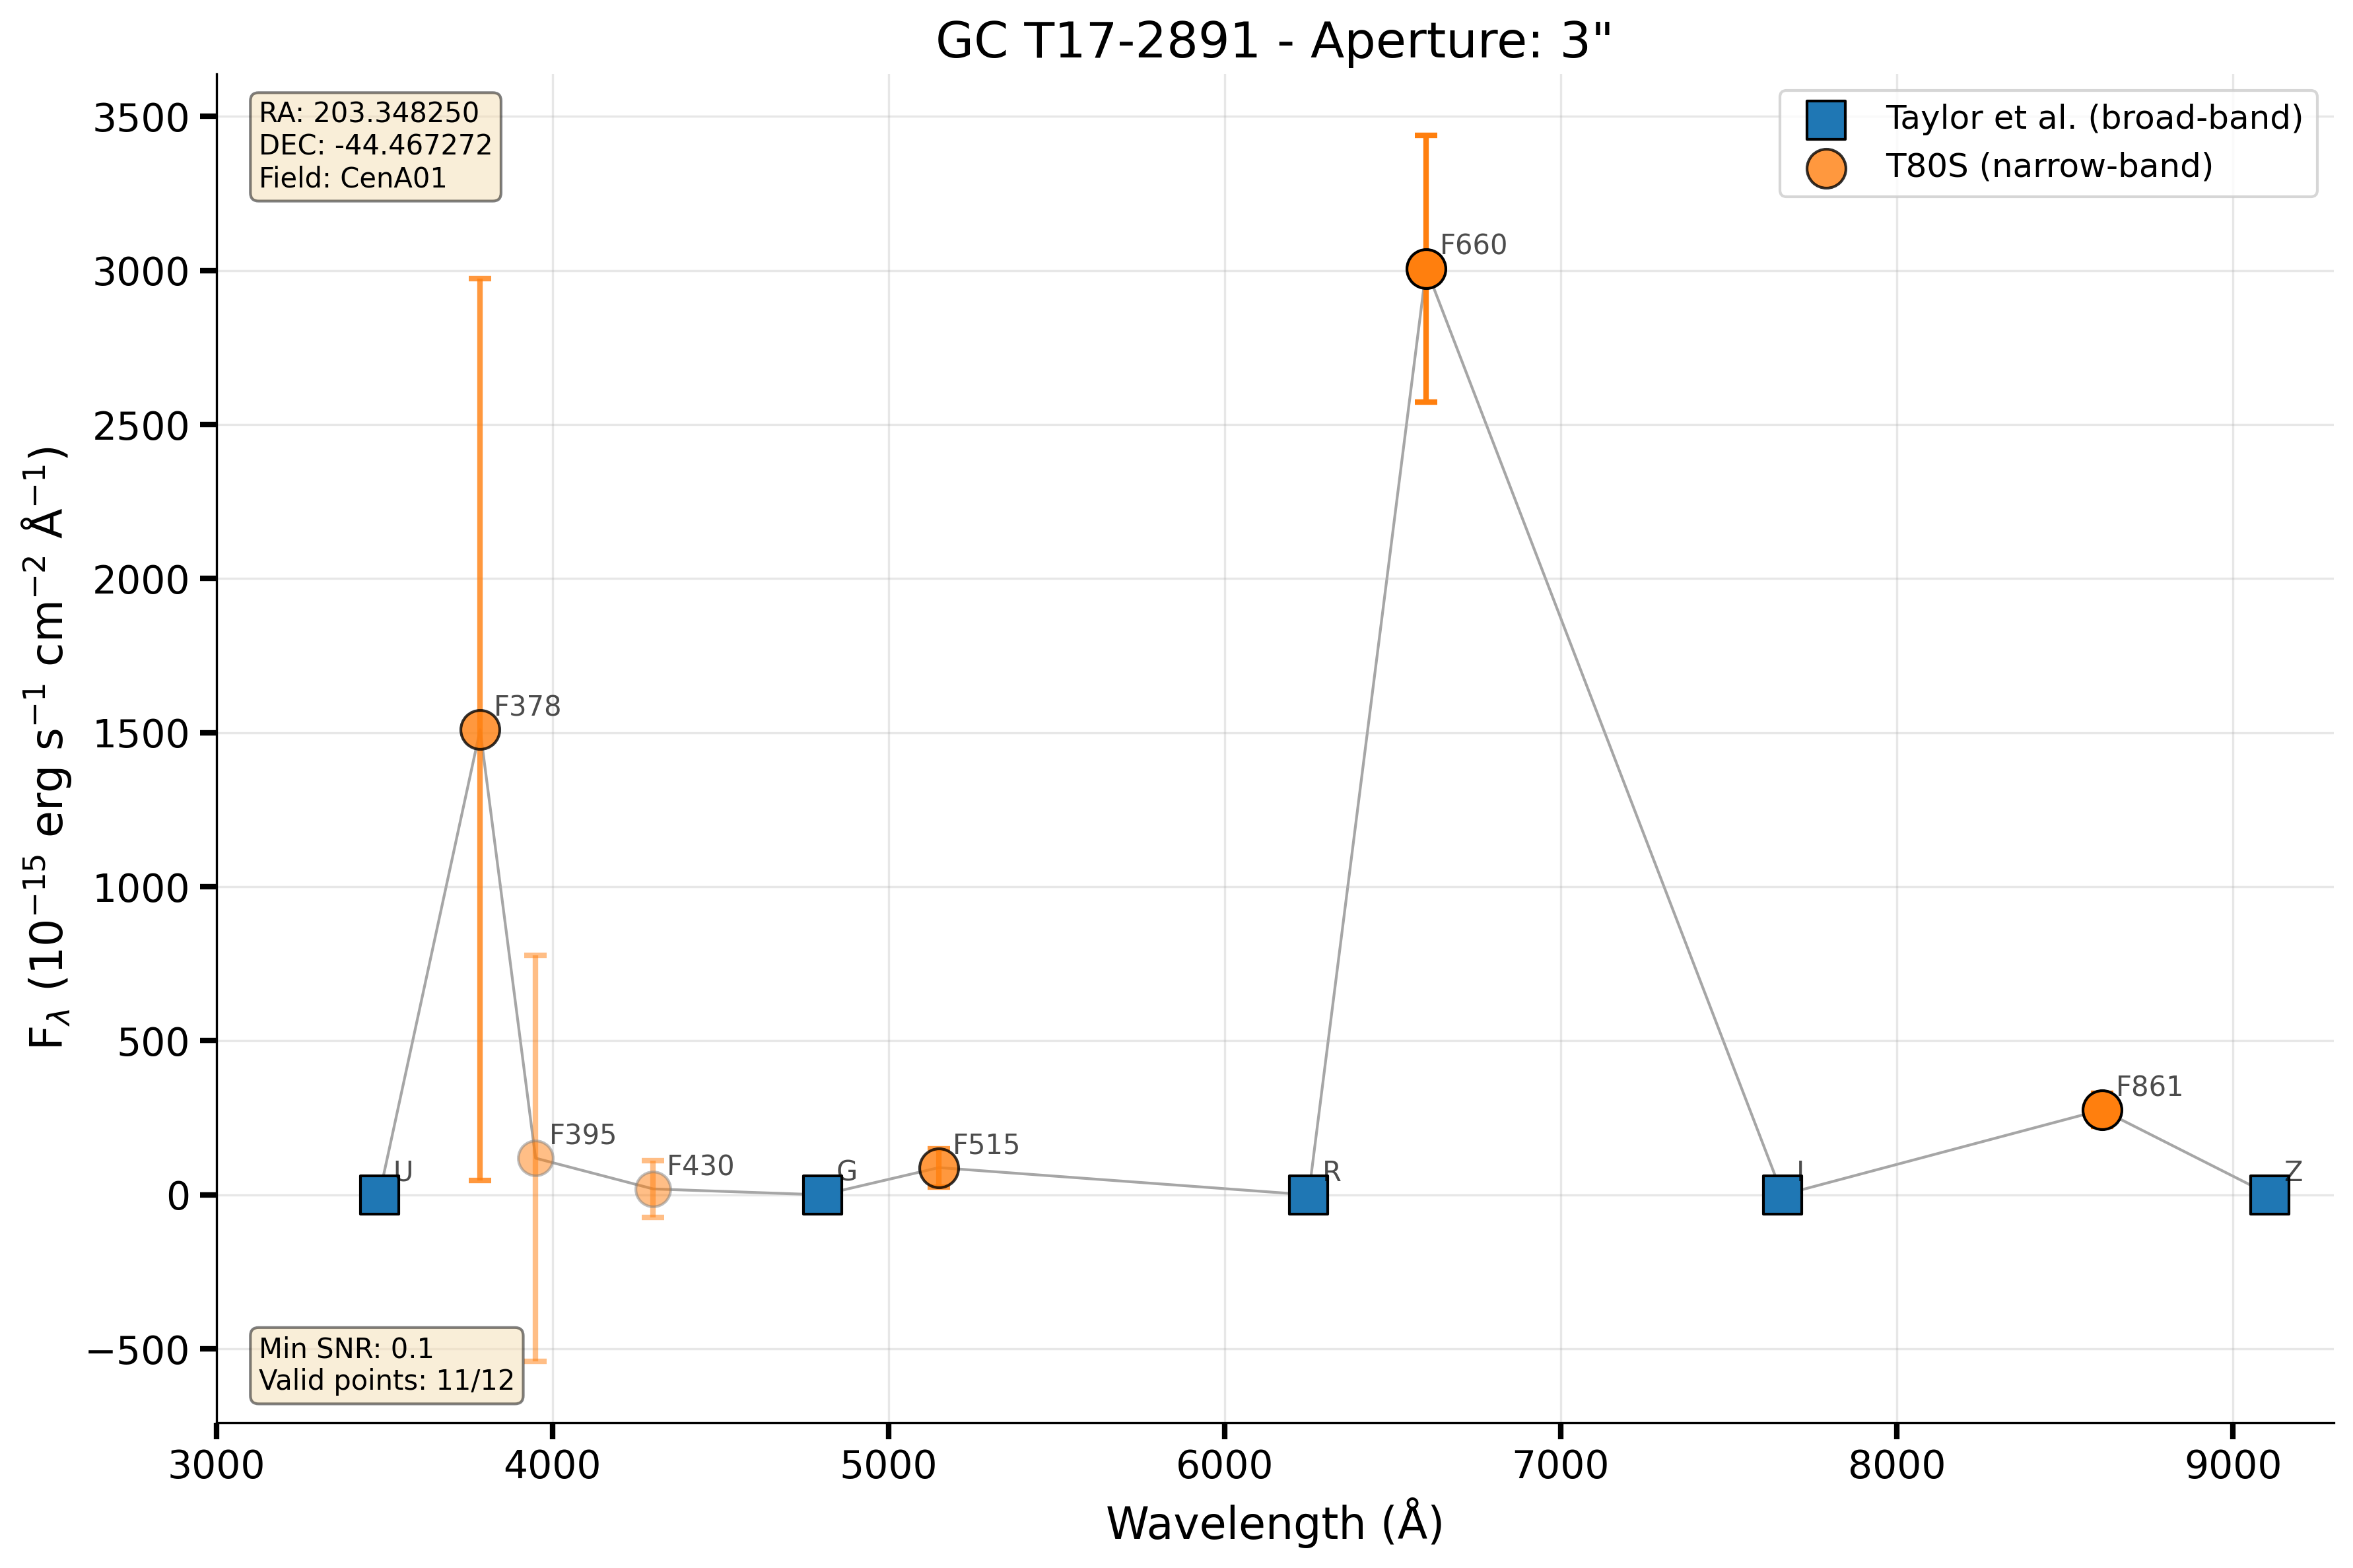 GC T17-2891 - Aperture: 3"
RA: 203.348250
DEC: -44.467272
Field: CenA01
Taylor et al. (broad-band)
T80S (narrow-band)
F660
F378
F395
F430
F515
F861
U
G
R
I
Z
3500
3000
2500
2000
1500
1000
500
0
−500
F_λ (10⁻¹⁵ erg s⁻¹ cm⁻² Å⁻¹)
Min SNR: 0.1
Valid points: 11/12
3000 4000 5000 6000 7000 8000 9000
Wavelength (Å)